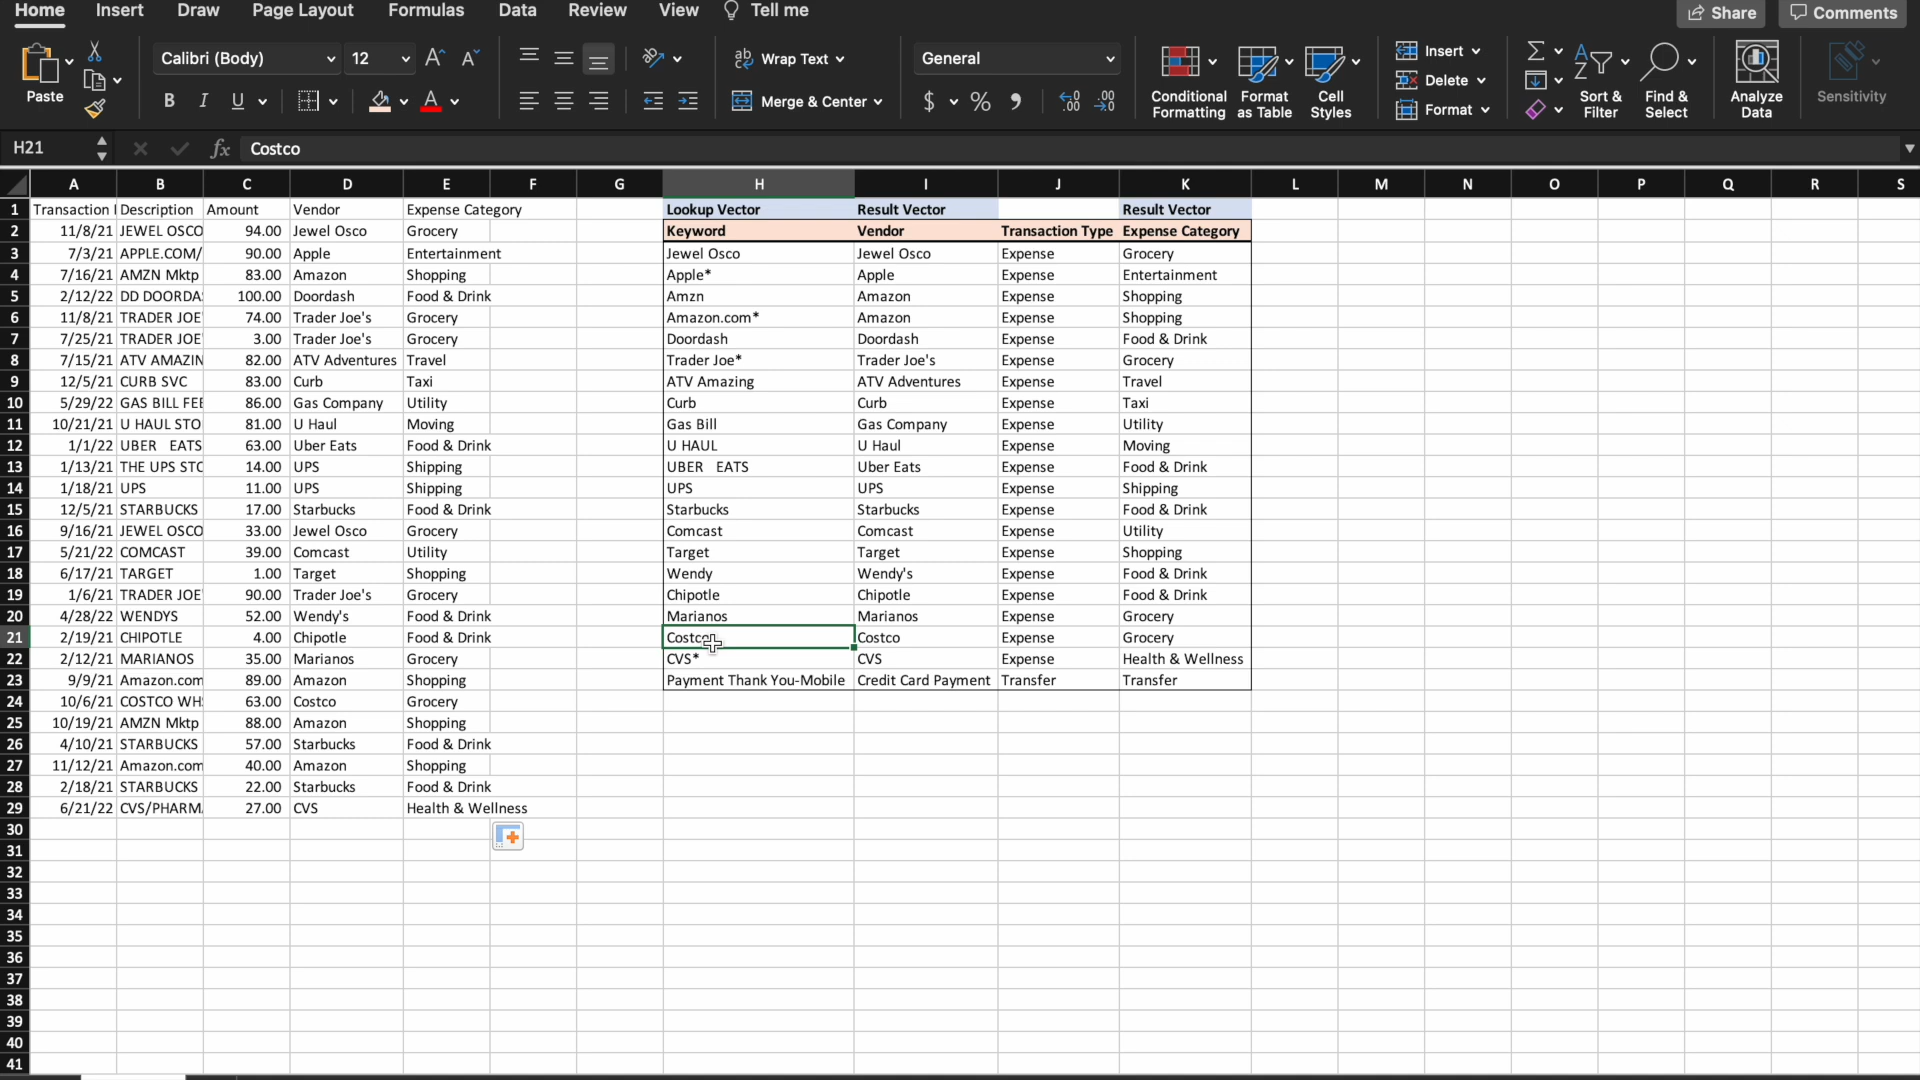 Home Insert Draw Page Layout Formulas Data Review View Tell me Share Comments
Paste Calibri (Body) 12 Wrap Text General Insert
B I U Merge & Center $ % Conditional Formatting Format as Table Cell Styles Delete Format Sort & Filter Find & Select Analyze Data Sensitivity
H21 fx Costco
A B C D E F G H I J K L M N O P Q R S
1 Transaction Description Amount Vendor Expense Category Lookup Vector Result Vector Result Vector
2 11/8/21 JEWEL OSCO 94.00 Jewel Osco Grocery Keyword Vendor Transaction Type Expense Category
3 7/3/21 APPLE.COM/ 90.00 Apple Entertainment Jewel Osco Jewel Osco Expense Grocery
4 7/16/21 AMZN Mktp 83.00 Amazon Shopping Apple* Apple Expense Entertainment
5 2/12/22 DD DOORDA 100.00 Doordash Food & Drink Amzn Amazon Expense Shopping
6 11/8/21 TRADER JOE' 74.00 Trader Joe's Grocery Amazon.com* Amazon Expense Shopping
7 7/25/21 TRADER JOE' 3.00 Trader Joe's Grocery Doordash Doordash Expense Food & Drink
8 7/15/21 ATV AMAZIN 82.00 ATV Adventures Travel Trader Joe* Trader Joe's Expense Grocery
9 12/5/21 CURB SVC 83.00 Curb Taxi ATV Amazing ATV Adventures Expense Travel
10 5/29/22 GAS BILL FEE 86.00 Gas Company Utility Curb Curb Expense Taxi
11 10/21/21 U HAUL STO 81.00 U Haul Moving Gas Bill Gas Company Expense Utility
12 1/1/22 UBER   EATS 63.00 Uber Eats Food & Drink U HAUL U Haul Expense Moving
13 1/13/21 THE UPS STO 14.00 UPS Shipping UBER   EATS Uber Eats Expense Food & Drink
14 1/18/21 UPS 11.00 UPS Shipping UPS UPS Expense Shipping
15 12/5/21 STARBUCKS 17.00 Starbucks Food & Drink Starbucks Starbucks Expense Food & Drink
16 9/16/21 JEWEL OSCO 33.00 Jewel Osco Grocery Comcast Comcast Expense Utility
17 5/21/22 COMCAST 39.00 Comcast Utility Target Target Expense Shopping
18 6/17/21 TARGET 1.00 Target Shopping Wendy Wendy's Expense Food & Drink
19 1/6/21 TRADER JOE' 90.00 Trader Joe's Grocery Chipotle Chipotle Expense Food & Drink
20 4/28/22 WENDYS 52.00 Wendy's Food & Drink Marianos Marianos Expense Grocery
21 2/19/21 CHIPOTLE 4.00 Chipotle Food & Drink Costco Costco Expense Grocery
22 2/12/21 MARIANOS 35.00 Marianos Grocery CVS* CVS Expense Health & Wellness
23 9/9/21 Amazon.com 89.00 Amazon Shopping Payment Thank You-Mobile Credit Card Payment Transfer Transfer
24 10/6/21 COSTCO WH 63.00 Costco Grocery
25 10/19/21 AMZN Mktp 88.00 Amazon Shopping
26 4/10/21 STARBUCKS 57.00 Starbucks Food & Drink
27 11/12/21 Amazon.com 40.00 Amazon Shopping
28 2/18/21 STARBUCKS 22.00 Starbucks Food & Drink
29 6/21/22 CVS/PHARM 27.00 CVS Health & Wellness
30
31
32
33
34
35
36
37
38
39
40
41